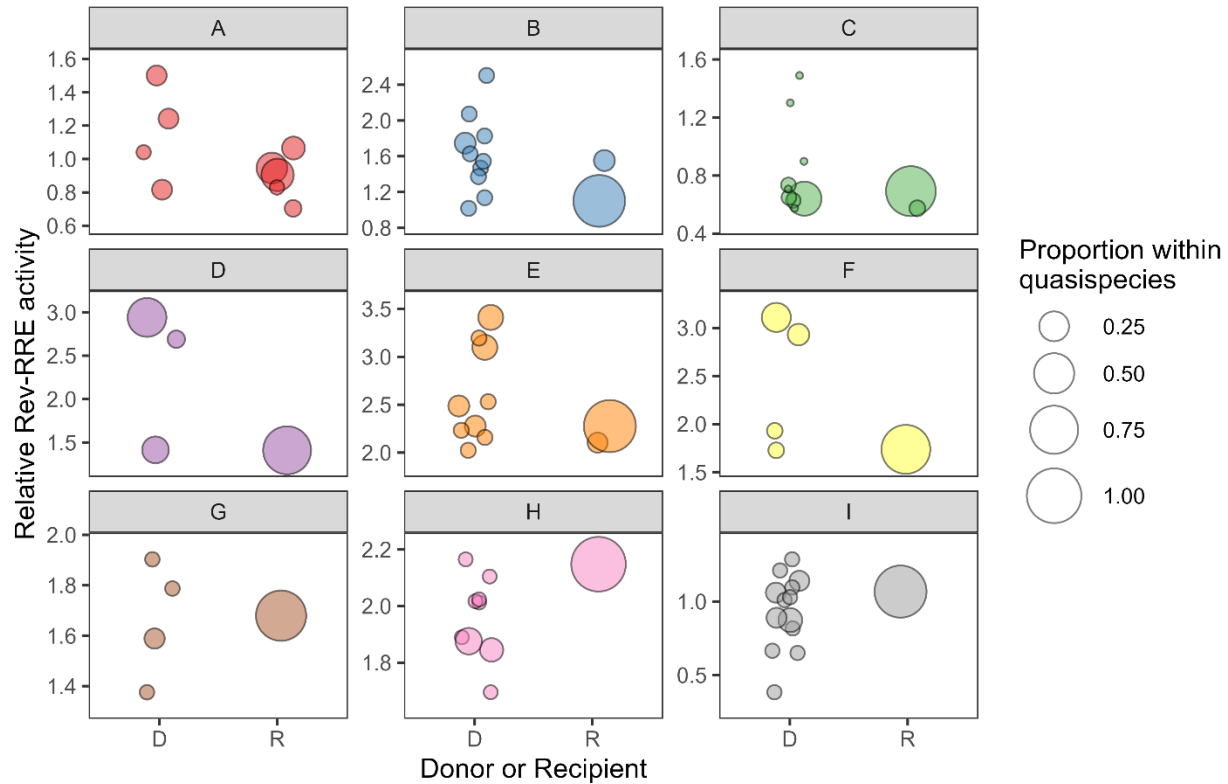 A
B
C
1.6
1.4
1.2
1.0
0.8
0.6
2.4
2.0
1.6
1.2
0.8
1.6
1.2
0.8
0.4
D
E
F
3.0
2.5
2.0
1.5
3.5
3.0
2.5
2.0
3.0
2.5
2.0
1.5
G
H
I
2.0
1.8
1.6
1.4
2.2
2.0
1.8
1.0
0.5
D R
D R
D R
Relative Rev-RRE activity
Donor or Recipient
Proportion within
quasispecies
0.25
0.50
0.75
1.00